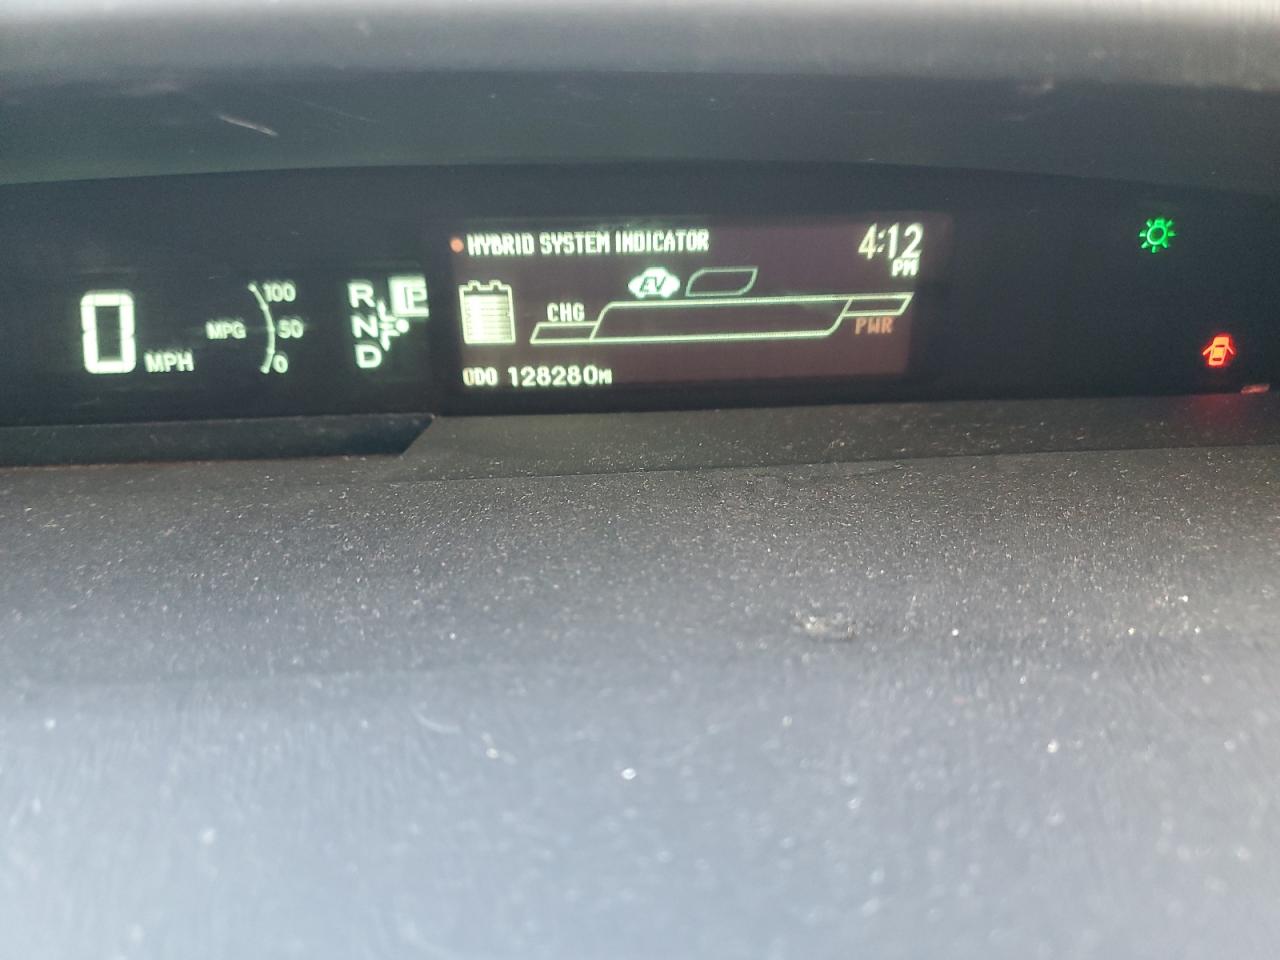 0 MPH
MPG
100
50
0
R
N
D
P
HYBRID SYSTEM INDICATOR
4:12
PM
EV
CHG
PWR
ODO 128280M